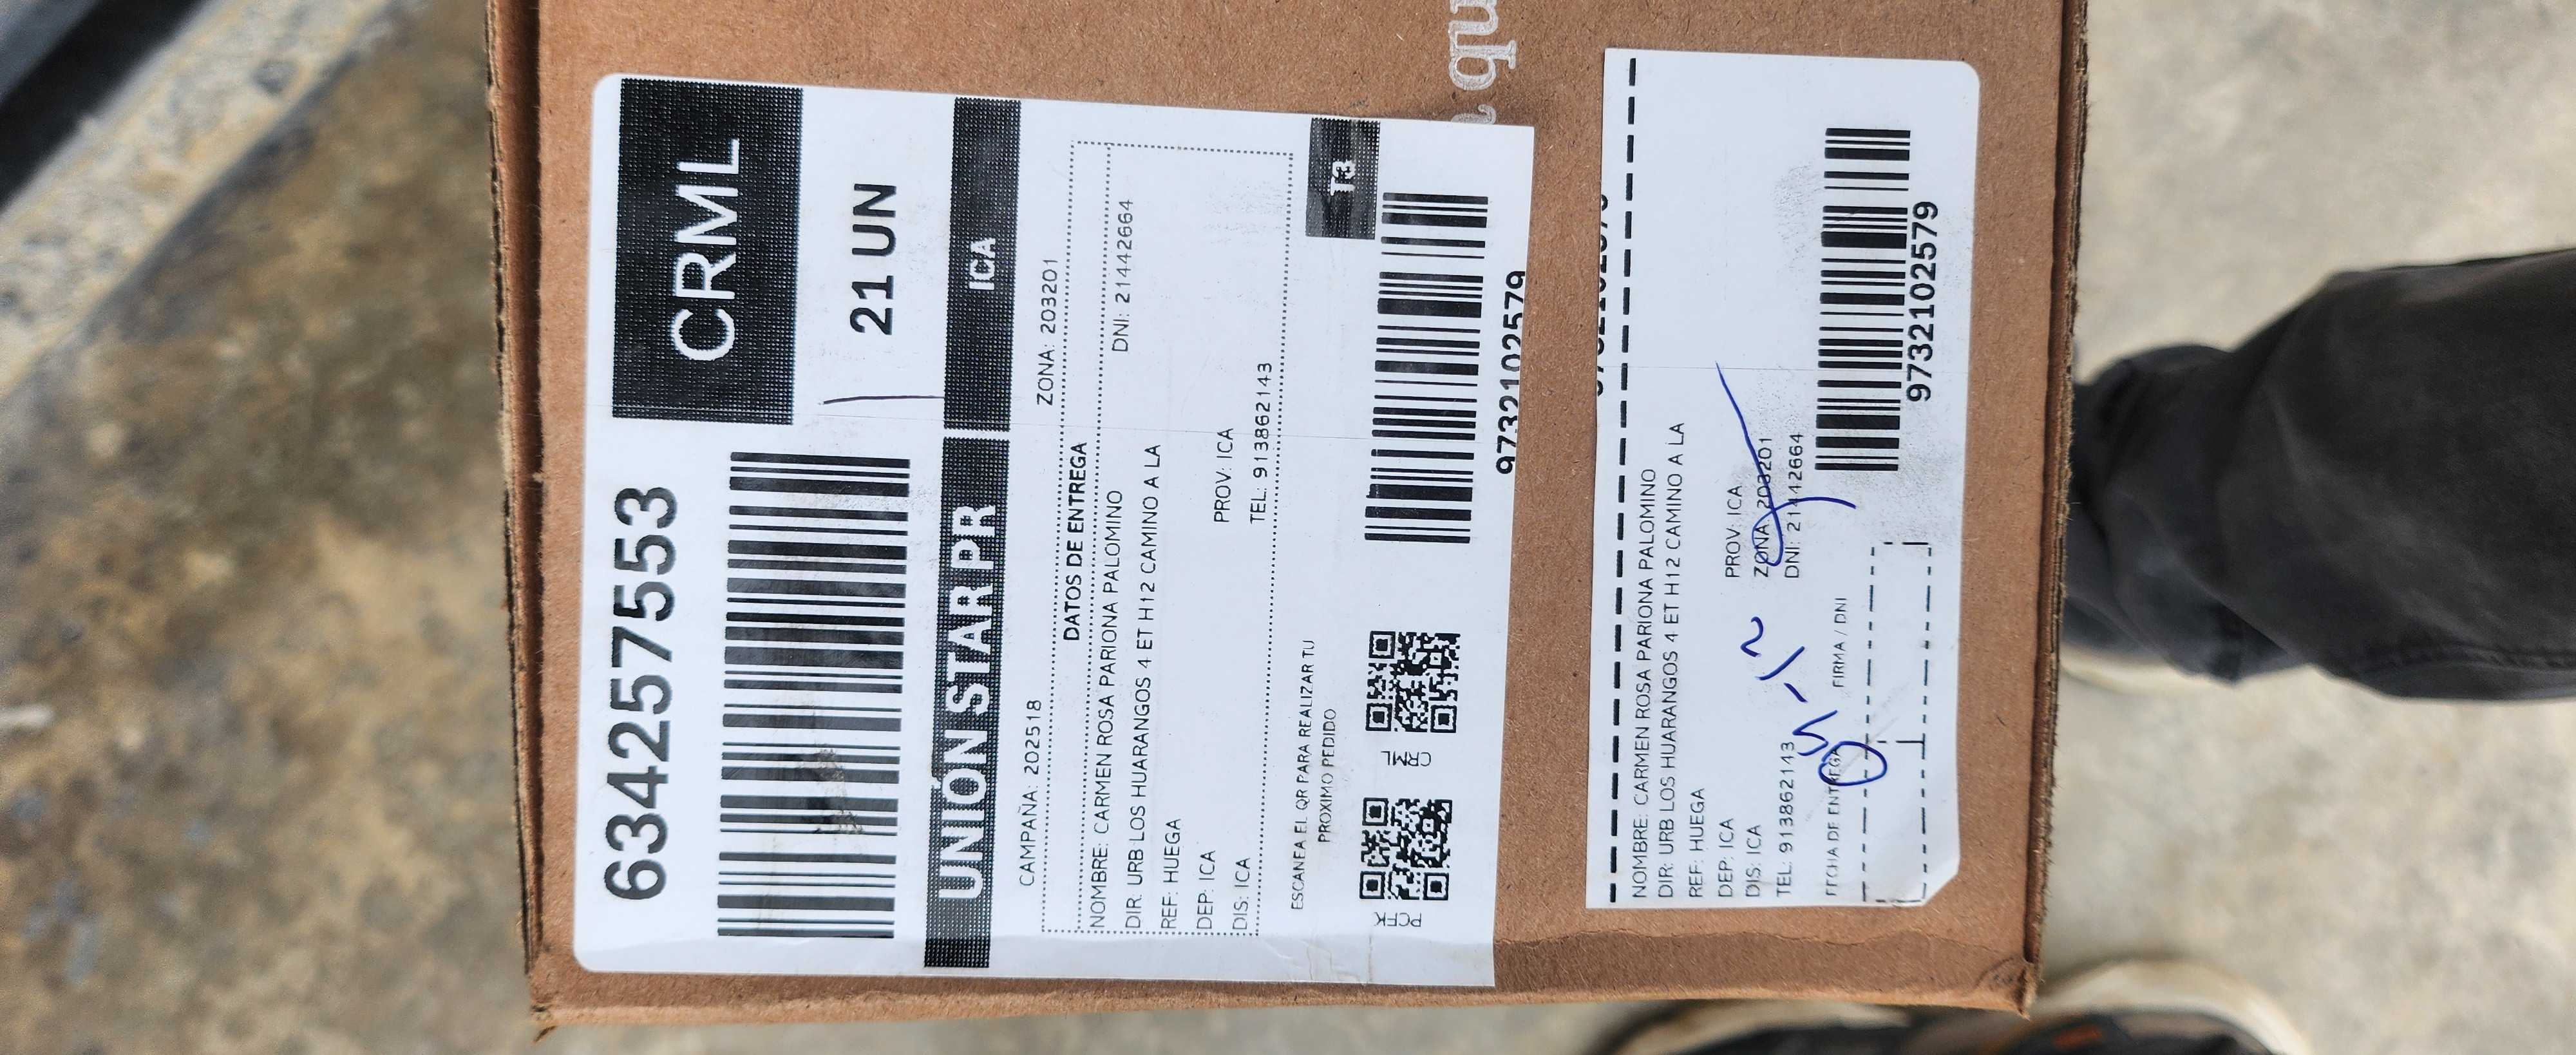 6342575553
CRML
21 UN
UNIÓN STARPR
ICA
CAMPAÑA: 202518
ZONA: 203201
DATOS DE ENTREGA
NOMBRE: CARMEN ROSA PARIONA PALOMINO
DNI: 21442664
DIR: URB LOS HUARANGOS 4 ET H12 CAMINO A LA
REF: HUEGA
DEP: ICA
PROV: ICA
DIS: ICA
TEL: 913862143
ESCANEA EL QR PARA REALIZAR TU
PROXIMO PEDIDO
T3
PCFK
CRML
9732102579
NOMBRE: CARMEN ROSA PARIONA PALOMINO
DIR: URB LOS HUARANGOS 4 ET H12 CAMINO A LA
REF: HUEGA
DEP: ICA
PROV: ICA
DIS: ICA
ZONA: 203201
TEL: 913862143
DNI: 21442664
FECHA DE ENTREGA
FIRMA / DNI
9732102579